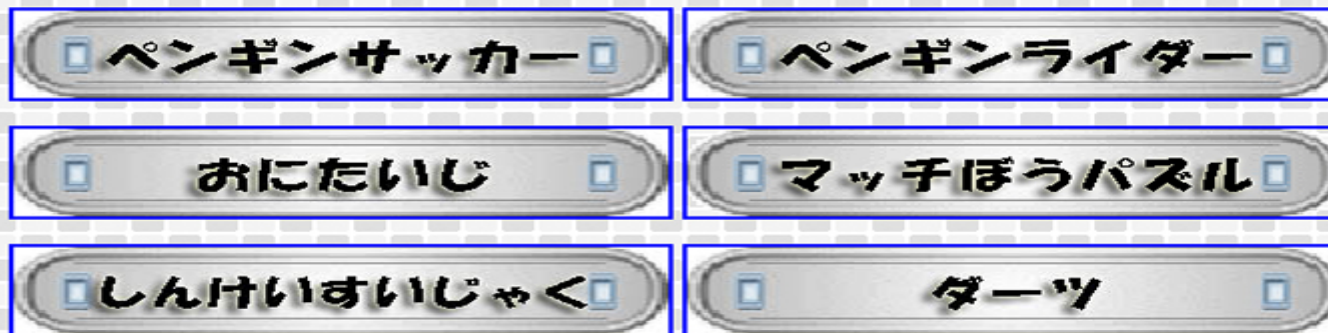 ペンギンサッカー
ペンギンライダー
おにたいじ
マッチぼうパズル
しんけいすいじゃく
ダーツ